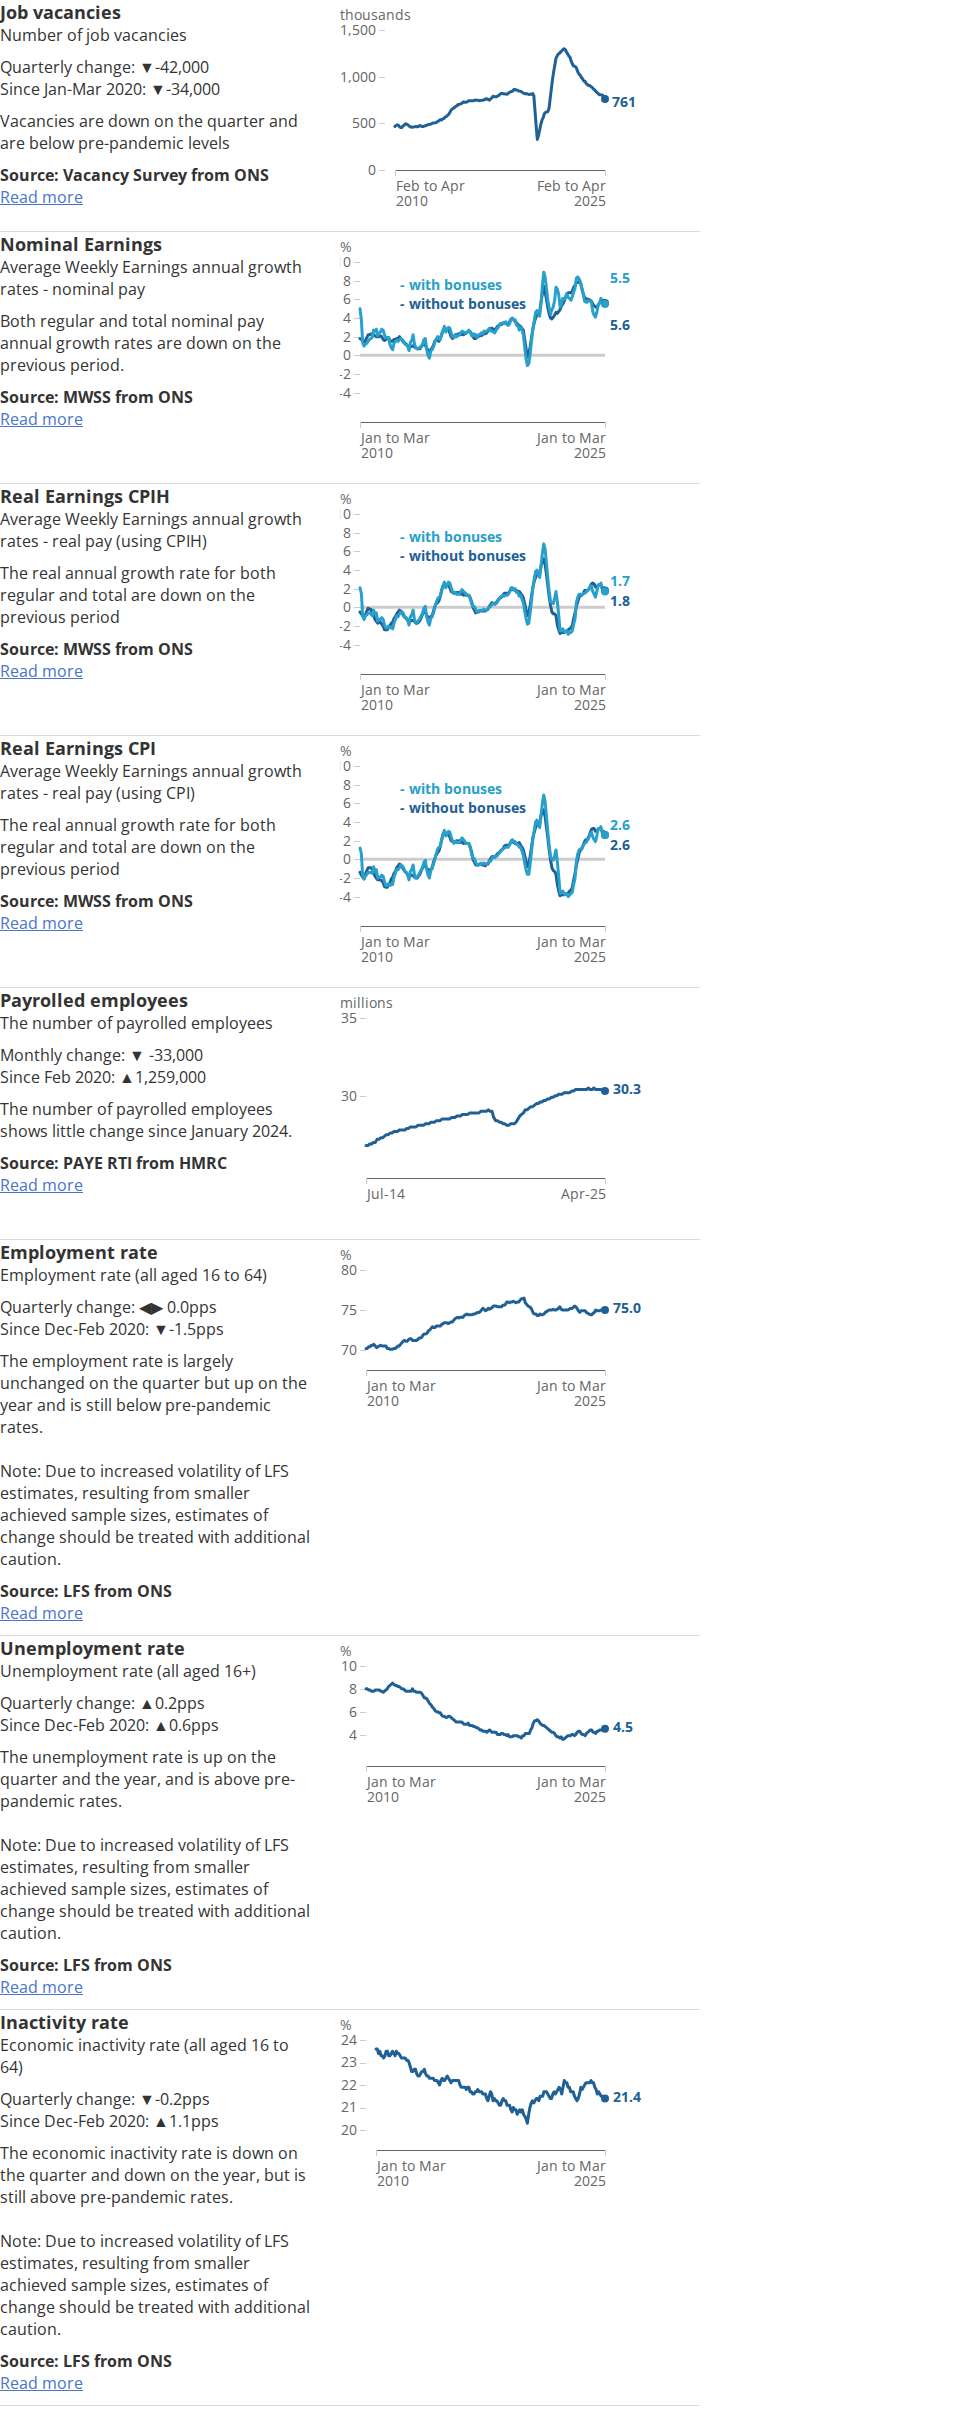 Job vacancies
Number of job vacancies
Quarterly change: ▼-42,000
Since Jan-Mar 2020: ▼-34,000
Vacancies are down on the quarter and
are below pre-pandemic levels
Source: Vacancy Survey from ONS
Read more
thousands
1,500
1,000
500
0
761
Feb to Apr
2010
Feb to Apr
2025
Nominal Earnings
Average Weekly Earnings annual growth
rates - nominal pay
Both regular and total nominal pay
annual growth rates are down on the
previous period.
Source: MWSS from ONS
Read more
%
0
8
6
4
2
0
-2
-4
- with bonuses
- without bonuses
5.5
5.6
Jan to Mar
2010
Jan to Mar
2025
Real Earnings CPIH
Average Weekly Earnings annual growth
rates - real pay (using CPIH)
The real annual growth rate for both
regular and total are down on the
previous period
Source: MWSS from ONS
Read more
%
0
8
6
4
2
0
-2
-4
- with bonuses
- without bonuses
1.7
1.8
Jan to Mar
2010
Jan to Mar
2025
Real Earnings CPI
Average Weekly Earnings annual growth
rates - real pay (using CPI)
The real annual growth rate for both
regular and total are down on the
previous period
Source: MWSS from ONS
Read more
%
0
8
6
4
2
0
-2
-4
- with bonuses
- without bonuses
2.6
2.6
Jan to Mar
2010
Jan to Mar
2025
Payrolled employees
The number of payrolled employees
Monthly change: ▼ -33,000
Since Feb 2020: ▲1,259,000
The number of payrolled employees
shows little change since January 2024.
Source: PAYE RTI from HMRC
Read more
millions
35
30
30.3
Jul-14
Apr-25
Employment rate
Employment rate (all aged 16 to 64)
Quarterly change: ◀▶ 0.0pps
Since Dec-Feb 2020: ▼-1.5pps
The employment rate is largely
unchanged on the quarter but up on the
year and is still below pre-pandemic
rates.
Note: Due to increased volatility of LFS
estimates, resulting from smaller
achieved sample sizes, estimates of
change should be treated with additional
caution.
Source: LFS from ONS
Read more
%
80
75
70
75.0
Jan to Mar
2010
Jan to Mar
2025
Unemployment rate
Unemployment rate (all aged 16+)
Quarterly change: ▲0.2pps
Since Dec-Feb 2020: ▲0.6pps
The unemployment rate is up on the
quarter and the year, and is above pre-
pandemic rates.
Note: Due to increased volatility of LFS
estimates, resulting from smaller
achieved sample sizes, estimates of
change should be treated with additional
caution.
Source: LFS from ONS
Read more
%
10
8
6
4
4.5
Jan to Mar
2010
Jan to Mar
2025
Inactivity rate
Economic inactivity rate (all aged 16 to
64)
Quarterly change: ▼-0.2pps
Since Dec-Feb 2020: ▲1.1pps
The economic inactivity rate is down on
the quarter and down on the year, but is
still above pre-pandemic rates.
Note: Due to increased volatility of LFS
estimates, resulting from smaller
achieved sample sizes, estimates of
change should be treated with additional
caution.
Source: LFS from ONS
Read more
%
24
23
22
21
20
21.4
Jan to Mar
2010
Jan to Mar
2025